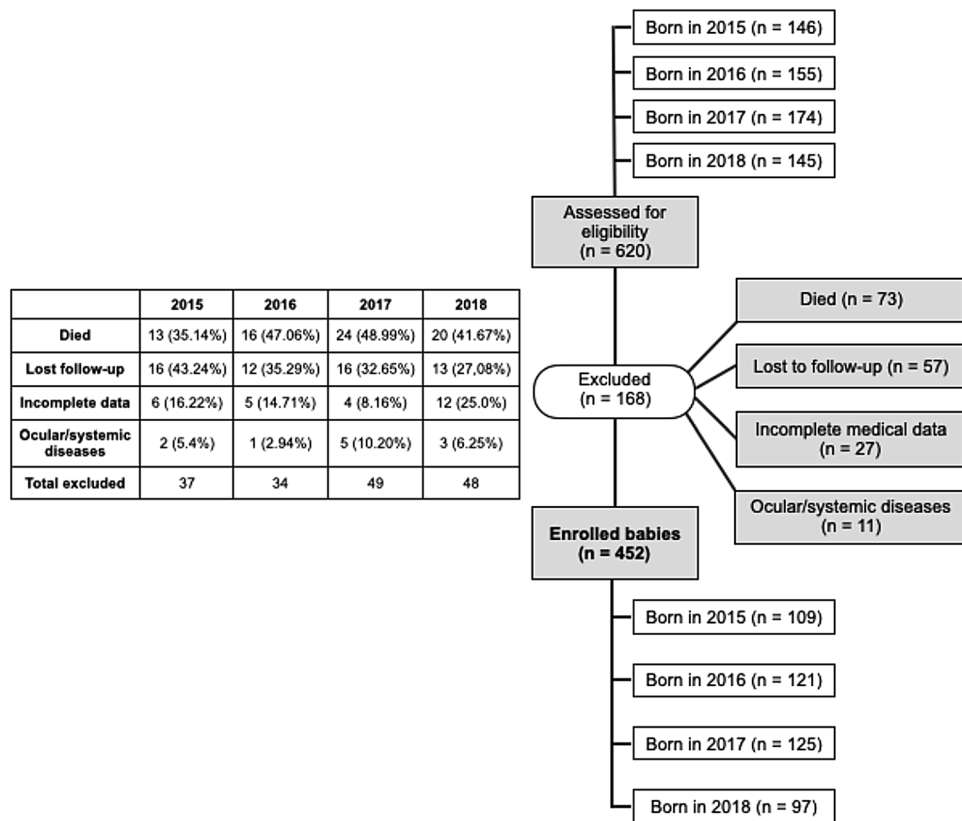 Born in 2015 (n = 146)
Born in 2016 (n = 155)
Born in 2017 (n = 174)
Born in 2018 (n = 145)
Assessed for
eligibility
(n = 620)
2015 2016 2017 2018
Died 13 (35.14%) 16 (47.06%) 24 (48.99%) 20 (41.67%)
Lost follow-up 16 (43.24%) 12 (35.29%) 16 (32.65%) 13 (27,08%)
Incomplete data 6 (16.22%) 5 (14.71%) 4 (8.16%) 12 (25.0%)
Ocular/systemic
diseases 2 (5.4%) 1 (2.94%) 5 (10.20%) 3 (6.25%)
Total excluded 37 34 49 48
Excluded
(n = 168)
Died (n = 73)
Lost to follow-up (n = 57)
Incomplete medical data
(n = 27)
Ocular/systemic diseases
(n = 11)
Enrolled babies
(n = 452)
Born in 2015 (n = 109)
Born in 2016 (n = 121)
Born in 2017 (n = 125)
Born in 2018 (n = 97)